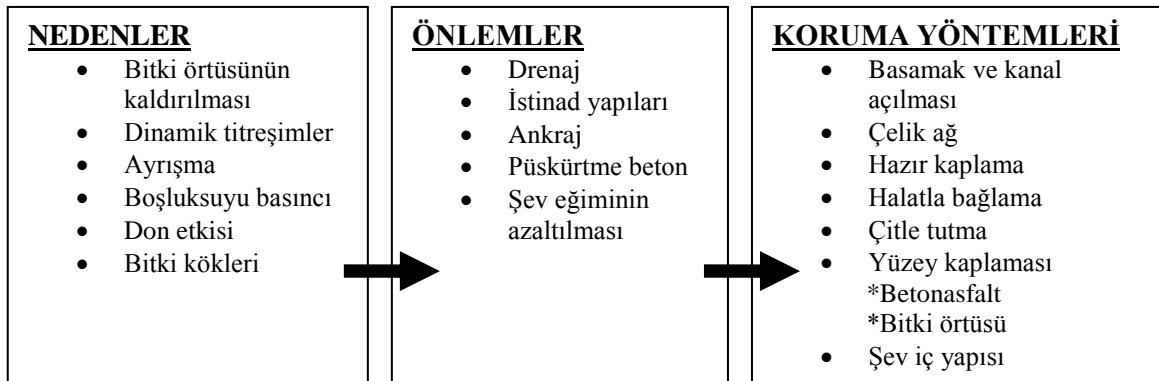 NEDENLER
• Bitki örtüsünün
kaldırılması
• Dinamik titreşimler
• Ayrışma
• Boşluksuyu basıncı
• Don etkisi
• Bitki kökleri
ÖNLEMLER
• Drenaj
• İstinad yapıları
• Ankraj
• Püskürtme beton
• Şev eğiminin
azaltılması
KORUMA YÖNTEMLERİ
• Basamak ve kanal
açılması
• Çelik ağ
• Hazır kaplama
• Halatla bağlama
• Çitle tutma
• Yüzey kaplaması
*Betonasfalt
*Bitki örtüsü
• Şev iç yapısı